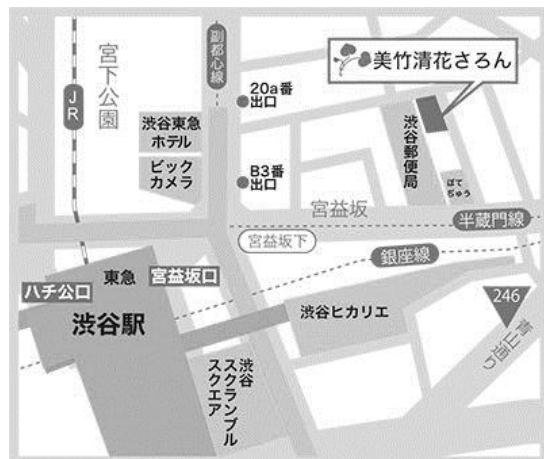 宮下公園
JR
副都心線
20a番
出口
美竹清花さろん
渋谷東急
ホテル
ビック
カメラ
B3番
出口
渋谷郵便局
ぽて
ぢゅう
宮益坂
半蔵門線
宮益坂下
銀座線
東急
宮益坂口
ハチ公口
渋谷駅
渋谷ヒカリエ
246
青山通り
渋谷
スクランブル
スクエア